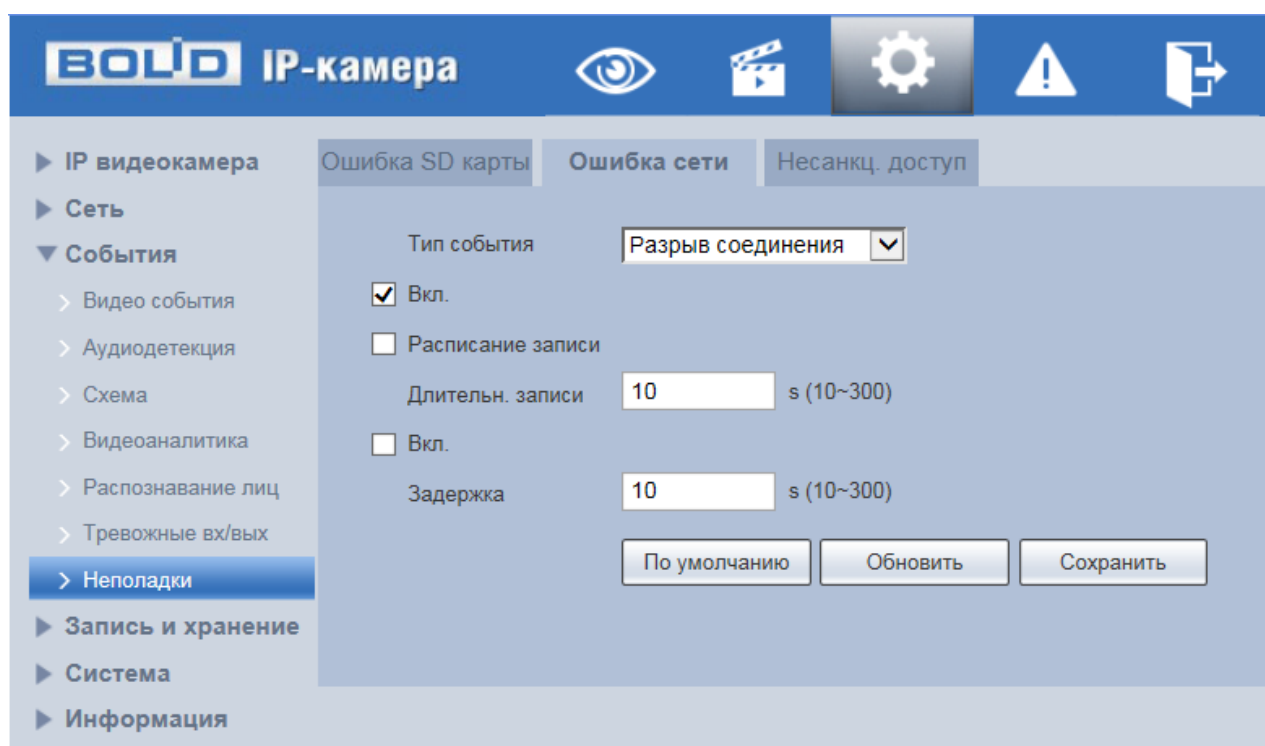 BOLID IP-камера
IP видеокамера
Сеть
События
Видео события
Аудиодетекция
Схема
Видеоаналитика
Распознавание лиц
Тревожные вх/вых
Неполадки
Запись и хранение
Система
Информация
Ошибка SD карты Ошибка сети Несанкц. доступ
Тип события Разрыв соединения
Вкл.
Расписание записи
Длительн. записи 10 s (10~300)
Вкл.
Задержка 10 s (10~300)
По умолчанию Обновить Сохранить